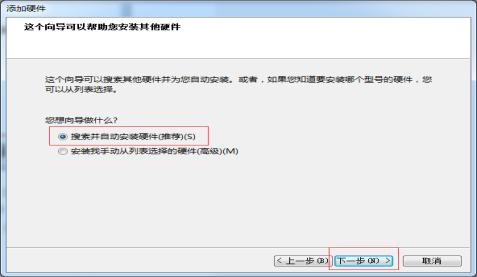 添加硬件
这个向导可以帮助您安装其他硬件
这个向导可以搜索其他硬件并为您自动安装。或者，如果您知道要安装哪个型号的硬件，您
可以从列表选择。
您想向导做什么?
搜索并自动安装硬件(推荐)(S)
安装我手动从列表选择的硬件(高级)(M)
< 上一步(B) 下一步(N) > 取消